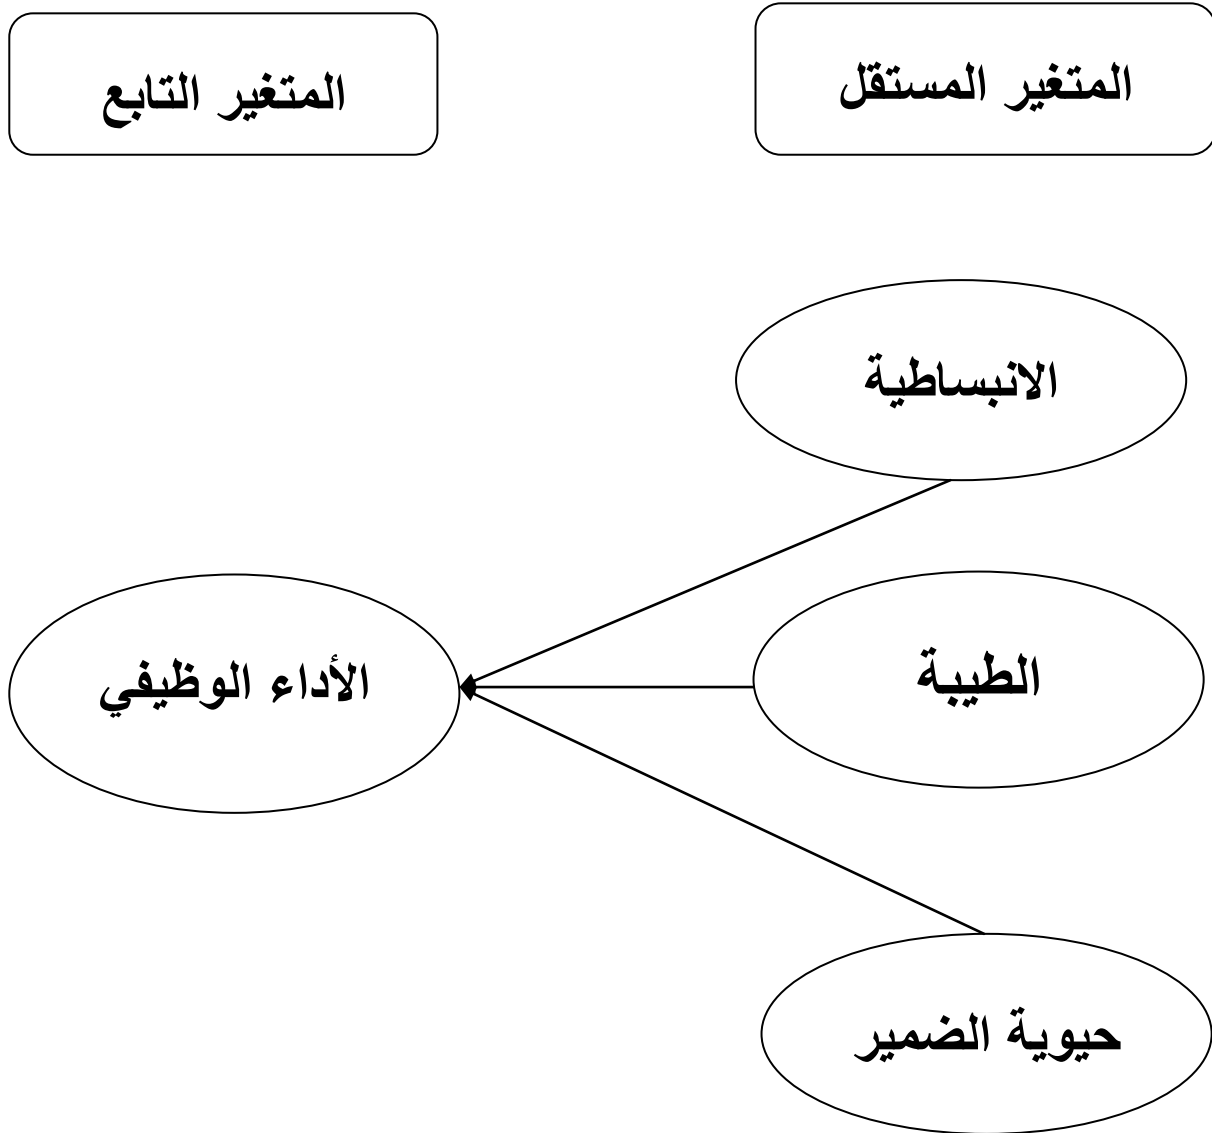 المتغير المستقل
المتغير التابع
الانبساطية
الطيبة
الأداء الوظيفي
حيوية الضمير